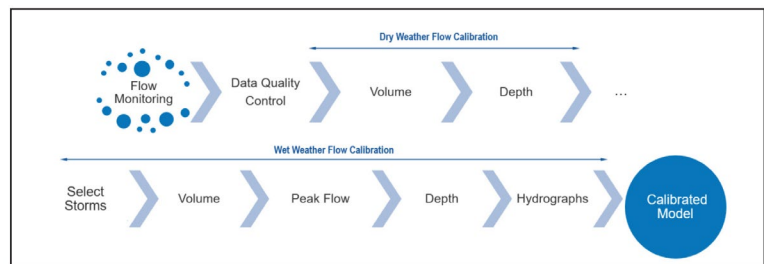 Dry Weather Flow Calibration
Flow
Monitoring
Data Quality
Control
Volume
Depth
...
Wet Weather Flow Calibration
Select
Storms
Volume
Peak Flow
Depth
Hydrographs
Calibrated
Model